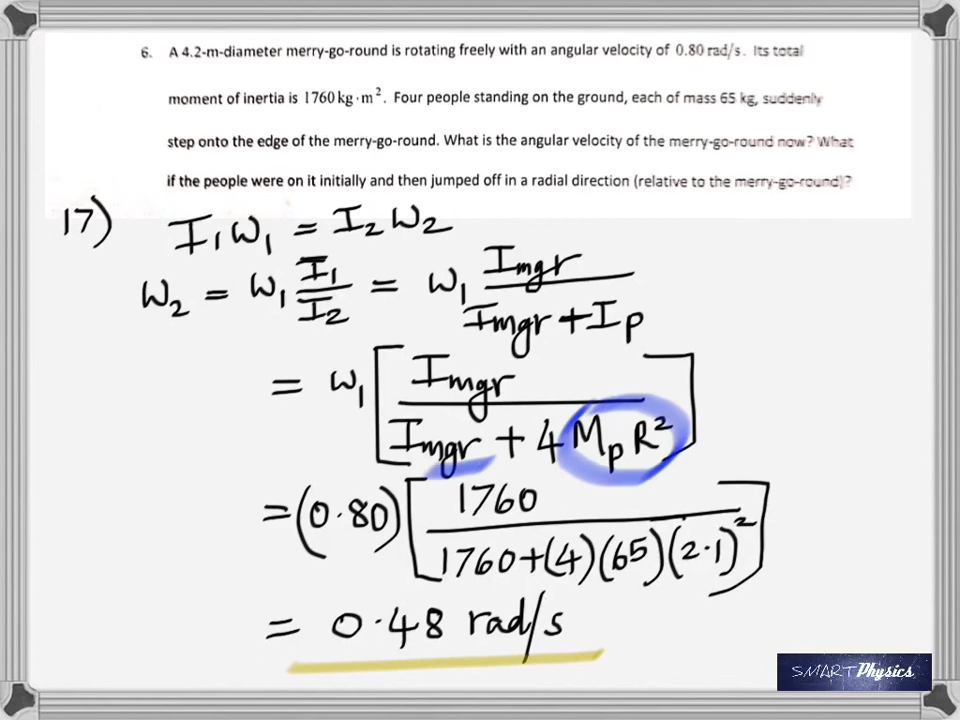 6. A 4.2-m-diameter merry-go-round is rotating freely with an angular velocity of 0.80 rad/s. Its total
moment of inertia is 1760 kg·m². Four people standing on the ground, each of mass 65 kg, suddenly
step onto the edge of the merry-go-round. What is the angular velocity of the merry-go-round now? What
if the people were on it initially and then jumped off in a radial direction (relative to the merry-go-round)?
17) I₁ω₁ = I₂ω₂
ω₂ = ω₁ I₁/I₂ = ω₁ Imgr/(Imgr + Ip)
= ω₁ [Imgr/(Imgr + 4 MpR²)]
= (0.80) [1760/(1760+(4)(65)(2.1)²)]
= 0.48 rad/s
SMART Physics